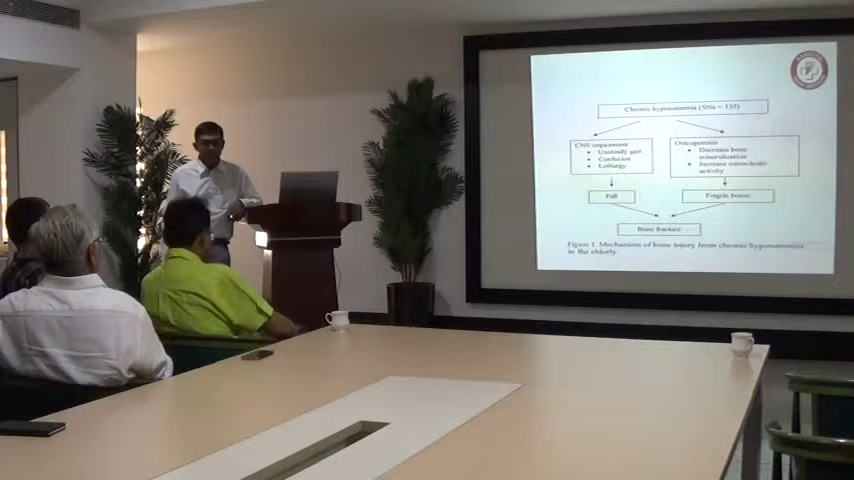 Chronic hyponatremia (SNa < 135)
CNS impairment
• Unsteady gait
• Confusion
• Lethargy
Osteoporosis
• Decrease bone
mineralization
• Increase osteoclastic
activity
Fall
Fragile bones
Bone fracture
Figure 1. Mechanism of bone injury from chronic hyponatremia
in the elderly